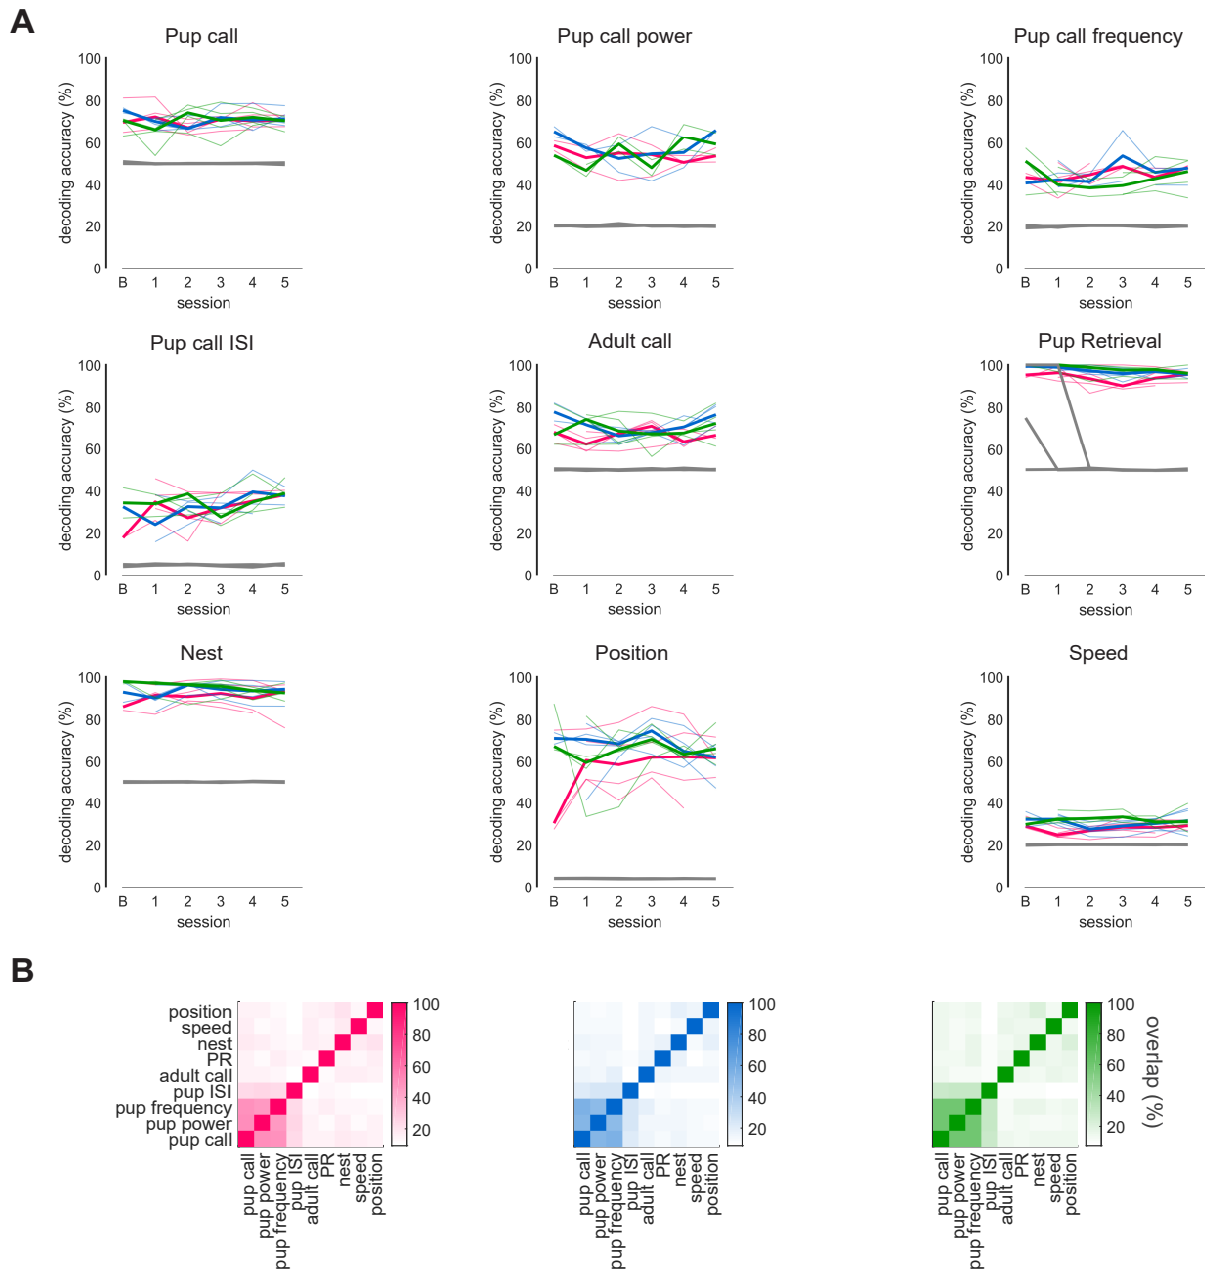 A
Pup call
Pup call power
Pup call frequency
decoding accuracy (%)
100
80
60
40
20
0
B 1 2 3 4 5
session
decoding accuracy (%)
100
80
60
40
20
0
B 1 2 3 4 5
session
decoding accuracy (%)
100
80
60
40
20
0
B 1 2 3 4 5
session
Pup call ISI
Adult call
Pup Retrieval
decoding accuracy (%)
100
80
60
40
20
0
B 1 2 3 4 5
session
decoding accuracy (%)
100
80
60
40
20
0
B 1 2 3 4 5
session
decoding accuracy (%)
100
80
60
40
20
0
B 1 2 3 4 5
session
Nest
Position
Speed
decoding accuracy (%)
100
80
60
40
20
0
B 1 2 3 4 5
session
decoding accuracy (%)
100
80
60
40
20
0
B 1 2 3 4 5
session
decoding accuracy (%)
100
80
60
40
20
0
B 1 2 3 4 5
session
B
position
speed
nest
PR
adult call
pup ISI
pup frequency
pup power
pup call
pup call
pup power
pup frequency
pup ISI
adult call
PR
nest
speed
position
100
80
60
40
20
pup call
pup power
pup frequency
pup ISI
adult call
PR
nest
speed
position
100
80
60
40
20
pup call
pup power
pup frequency
pup ISI
adult call
PR
nest
speed
position
100
80
60
40
20
overlap (%)